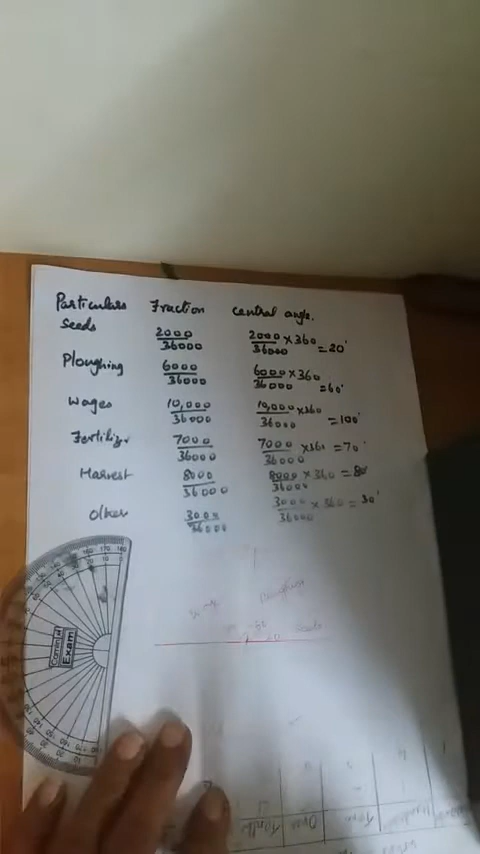 Particulars Fraction central angle.
Seeds 2000/36000 2000/36000 × 360 = 20°
Ploughing 6000/36000 6000/36000 × 360 = 60°
Wages 10,000/36000 10,000/36000 × 360 = 100°
Fertilizer 7000/36000 7000/36000 × 360 = 70°
Harvest 8000/36000 8000/36000 × 360 = 80°
Other 3000/36000 3000/36000 × 360 = 30°
Ploughing
Seeds
Exam